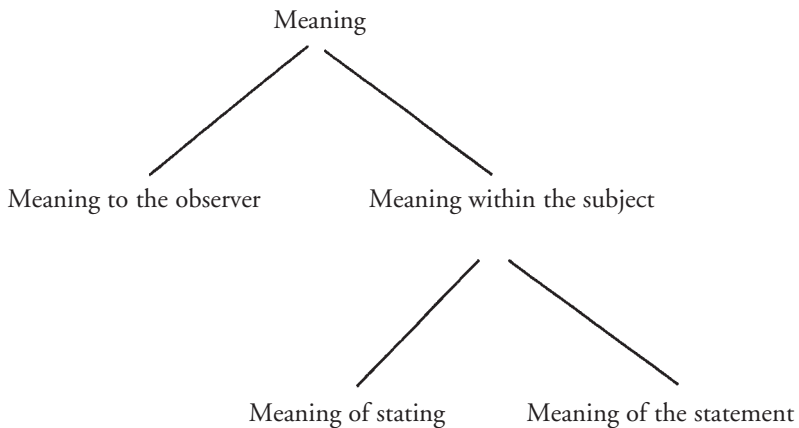 Meaning
Meaning to the observer
Meaning within the subject
Meaning of stating
Meaning of the statement